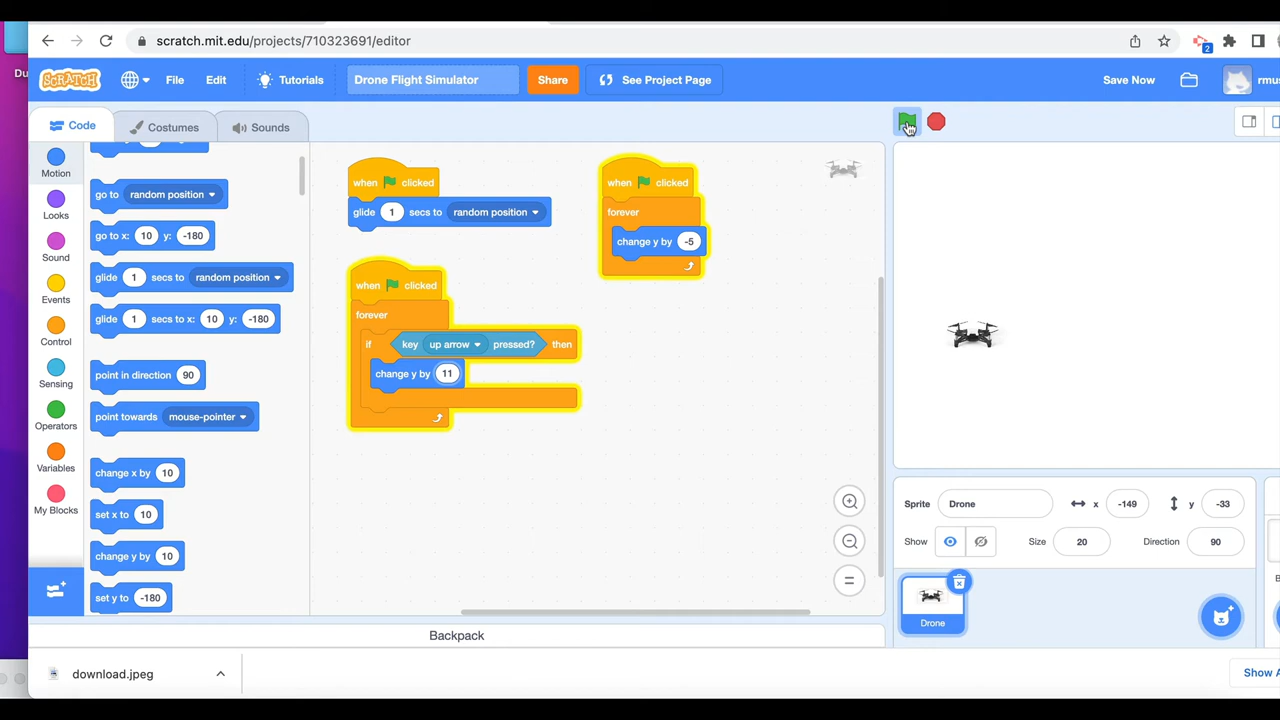 Du
scratch.mit.edu/projects/710323691/editor
2
SCRATCH
File
Edit
Tutorials
Drone Flight Simulator
Share
See Project Page
Save Now
rmus
Code
Costumes
Sounds
Motion
Looks
Sound
Events
Control
Sensing
Operators
Variables
My Blocks
go to random position
go to x: 10 y: -180
glide 1 secs to random position
glide 1 secs to x: 10 y: -180
point in direction 90
point towards mouse-pointer
change x by 10
set x to 10
change y by 10
set y to -180
when clicked
glide 1 secs to random position
when clicked
forever
if key up arrow pressed? then
change y by 11
when clicked
forever
change y by -5
Sprite Drone x -149 y -33
Show Size 20 Direction 90
Drone
B
Backpack
download.jpeg
Show A